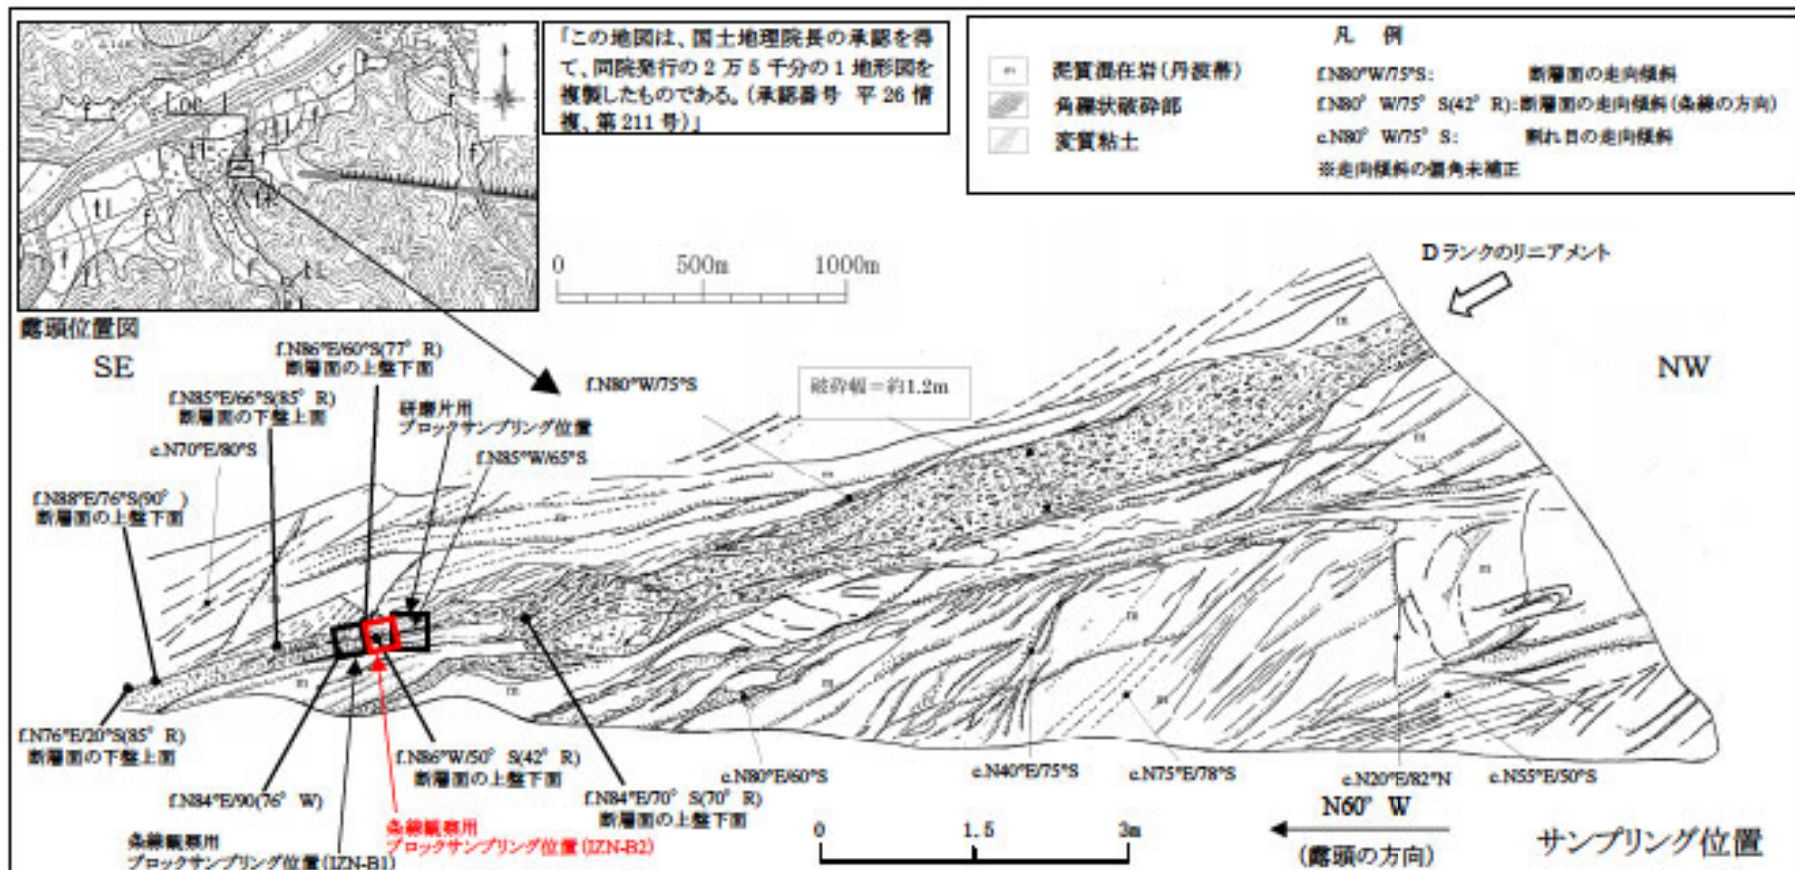 「この地図は、国土地理院長の承認を得
て、同院発行の2万5千分の1地形図を
複製したものである。(承認番号 平26情
複、第211号)」
凡 例
m 泥質混在岩(丹波帯)
角礫状破砕部
変質粘土
f.N80°W/75°S: 断層面の走向傾斜
f.N80° W/75° S(42° R):断層面の走向傾斜(条線の方向)
c.N80° W/75° S: 割れ目の走向傾斜
※走向傾斜の偏角未補正
Loc.1
露頭位置図
0 500m 1000m
Dランクのリニアメント
SE
NW
f.N86°E/60°S(77° R)
断層面の上盤下面
f.N80°W/75°S
破砕幅=約1.2m
f.N85°E/66°S(85° R)
断層面の下盤上面
研磨片用
ブロックサンプリング位置
c.N70°E/80°S
f.N85°W/65°S
f.N88°E/76°S(90° )
断層面の上盤下面
f.N76°E/20°S(85° R)
断層面の下盤上面
f.N84°E/90(76° W)
条線観察用
ブロックサンプリング位置(IZN-B1)
f.N86°W/50° S(42° R)
断層面の上盤下面
条線観察用
ブロックサンプリング位置(IZN-B2)
f.N84°E/70° S(70° R)
断層面の上盤下面
c.N80°E/60°S
c.N40°E/75°S
c.N75°E/78°S
c.N20°E/82°N
c.N55°E/50°S
0 1.5 3m
N60° W
(露頭の方向)
サンプリング位置